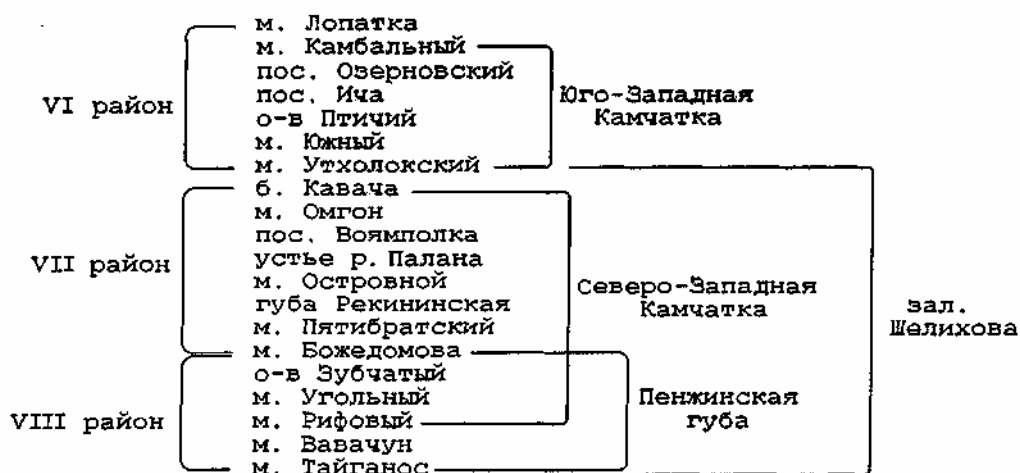 м. Лопатка
м. Камбальный
пос. Озерновский
пос. Ича
о-в Птичий
м. Южный
м. Утхолокский
б. Кавача
м. Омгон
пос. Воямполка
устье р. Палана
м. Островной
губа Рекининская
м. Пятибратский
м. Божедомова
о-в Зубчатый
м. Угольный
м. Рифовый
м. Вавачун
м. Тайганос
VI район
VII район
VIII район
Юго-Западная
Камчатка
Северо-Западная
Камчатка
Пенжинская
губа
зал.
Шелихова